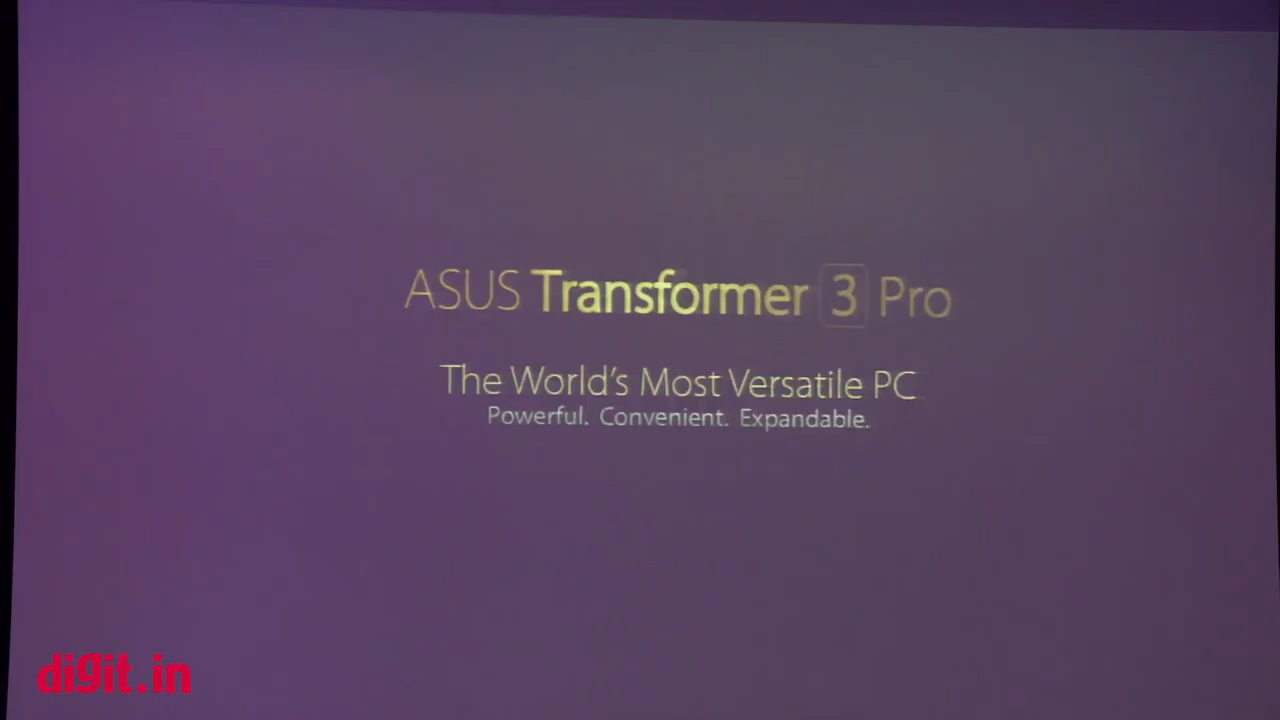 ASUS Transformer 3 Pro
The World's Most Versatile PC
Powerful. Convenient. Expandable.
digit.in